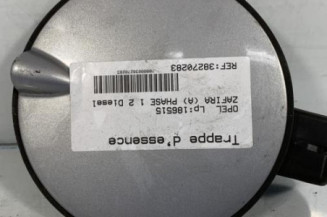 Trappe d'essence
OPEL Lp:186515
ZAFIRA (A) PHASE 1 2 Diesel
REF:38270283